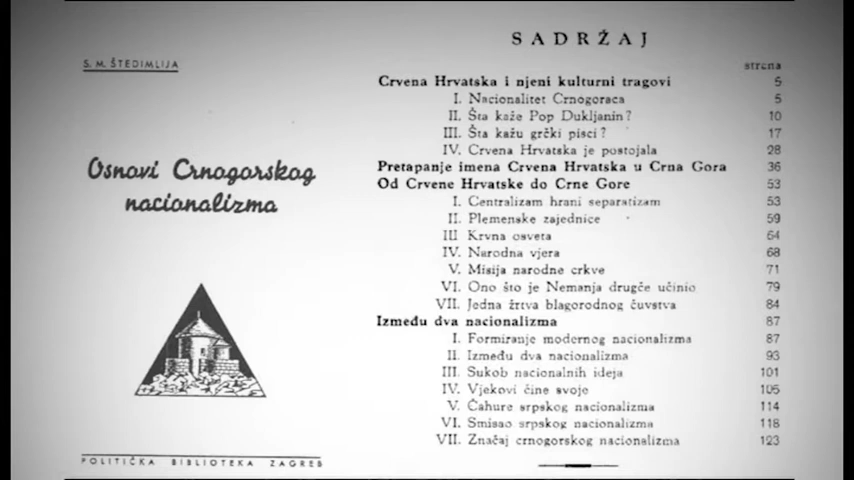 S. M. ŠTEDIMLIJA
Osnovi Crnogorskog
nacionalizma
POLITIČKA BIBLIOTEKA ZAGREB
SADRŽAJ
strana
Crvena Hrvatska i njeni kulturni tragovi 5
I. Nacionalitet Crnogoraca 5
II. Šta kaže Pop Dukljanin? 10
III. Šta kažu grčki pisci? 17
IV. Crvena Hrvatska je postojala 28
Pretapanje imena Crvena Hrvatska u Crna Gora 36
Od Crvene Hrvatske do Crne Gore 53
I. Centralizam hrani separatizam 53
II. Plemenske zajednice 59
III Krvna osveta 64
IV. Narodna vjera 68
V. Misija narodne crkve 71
VI. Ono što je Nemanja drugče učinio 79
VII. Jedna žrtva blagorodnog čuvstva 84
Između dva nacionalizma 87
I. Formiranje modernog nacionalizma 87
II. Između dva nacionalizma 93
III. Sukob nacionalnih ideja 101
IV. Vjekovi čine svoje 105
V. Čahure srpskog nacionalizma 114
VI. Smisao srpskog nacionalizma 118
VII. Značaj crnogorskog nacionalizma 123